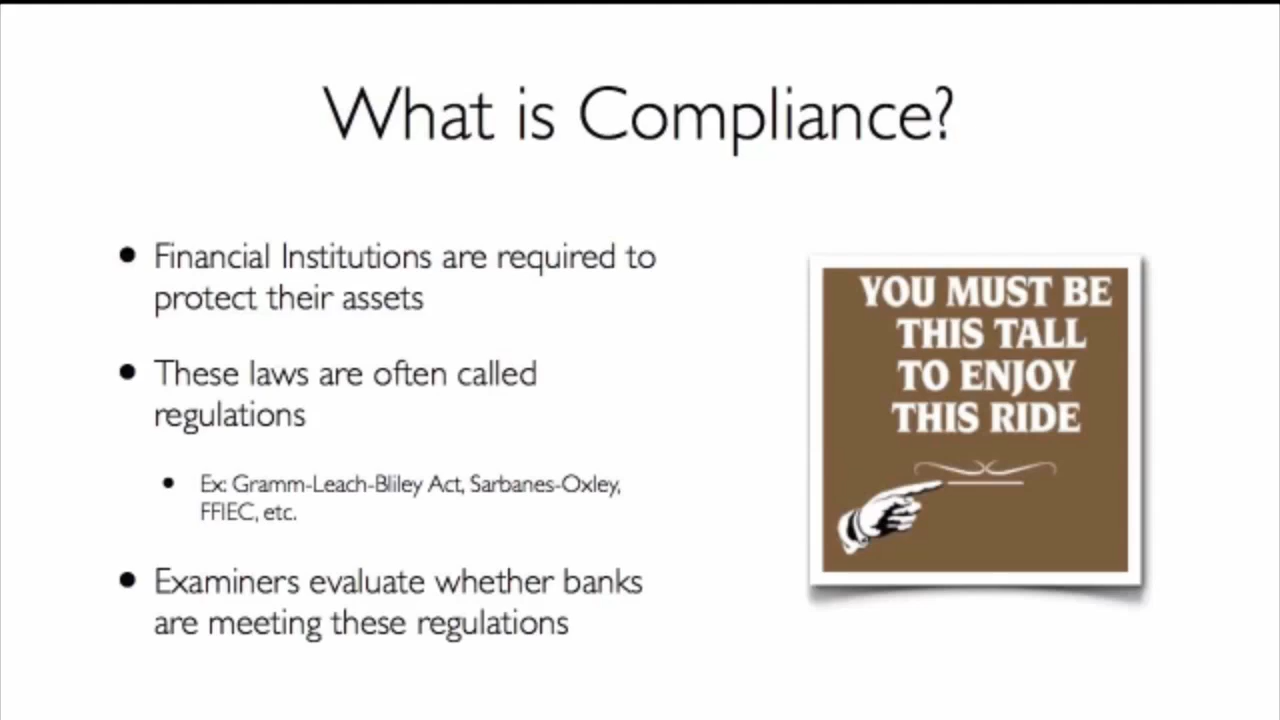 What is Compliance?
• Financial Institutions are required to
protect their assets
• These laws are often called
regulations
• Ex: Gramm-Leach-Bliley Act, Sarbanes-Oxley,
FFIEC, etc.
• Examiners evaluate whether banks
are meeting these regulations
YOU MUST BE
THIS TALL
TO ENJOY
THIS RIDE